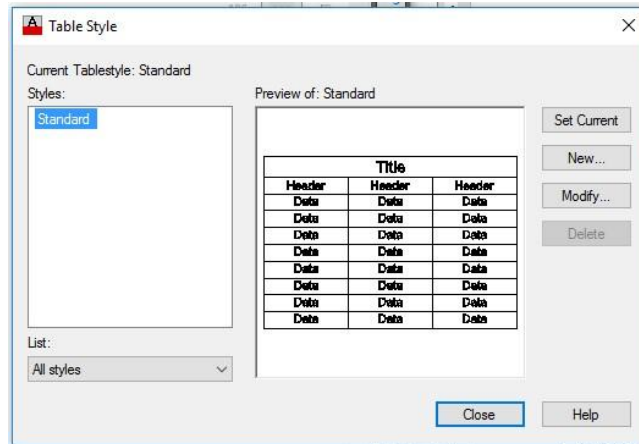 A Table Style
Current Tablestyle: Standard
Styles:
Standard
List:
All styles
Preview of: Standard
Title
Header Header Header
Data Data Data
Data Data Data
Data Data Data
Data Data Data
Data Data Data
Data Data Data
Data Data Data
Data Data Data
Set Current
New...
Modify...
Delete
Close
Help